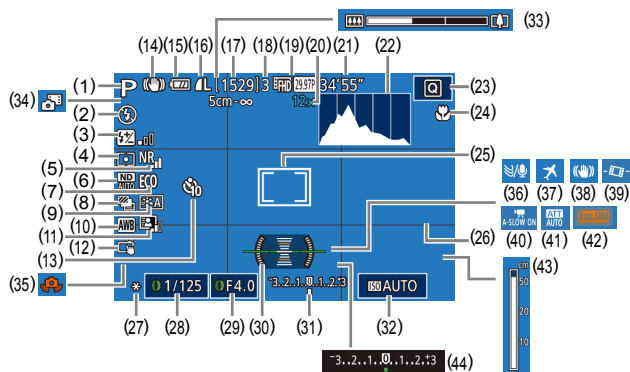 (33)
(14) (15) (16) (17) (18) (19) (20) (21) (22)
(1) P L [1529] 3 FHD 29.97P 34'55" Q (23)
(34) 5cm-∞ 12x
(2) (24)
(3)
(4) NR
(5) (25)
(6) ND AUTO ECO
(7) (36) (37) (38) (39)
(8) A
(9) 10
(10) AWB A-SLOW ON ATT AUTO Exp.SIM
(11) (26) (40) (41) (42)
(12)
(13) (43)
cm
50
20
10
(35)
* 1/125 F4.0 -3..2..1..0..1..2..+3 ISO AUTO
(27) (28) (29) (30) (31) (32)
-3..2..1..0..1..2..+3 (44)